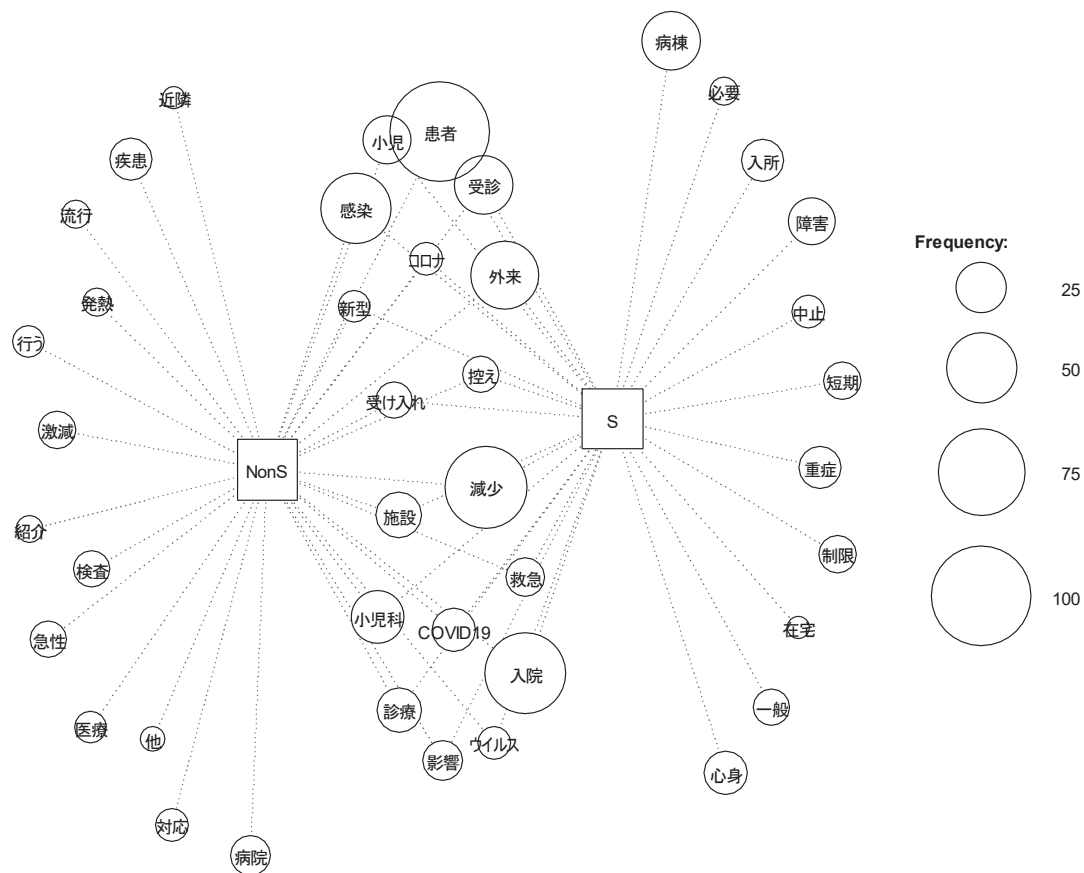 病棟
必要
近隣
患者
小児
疾患
入所
受診
感染
流行
障害
コロナ
外来
Frequency:
25
発熱
新型
中止
行う
50
控え
短期
受け入れ
S
激減
NonS
重症
75
減少
施設
紹介
制限
検査
救急
100
小児科
在宅
COVID19
急性
入院
一般
診療
医療
他
ウイルス
影響
心身
対応
病院